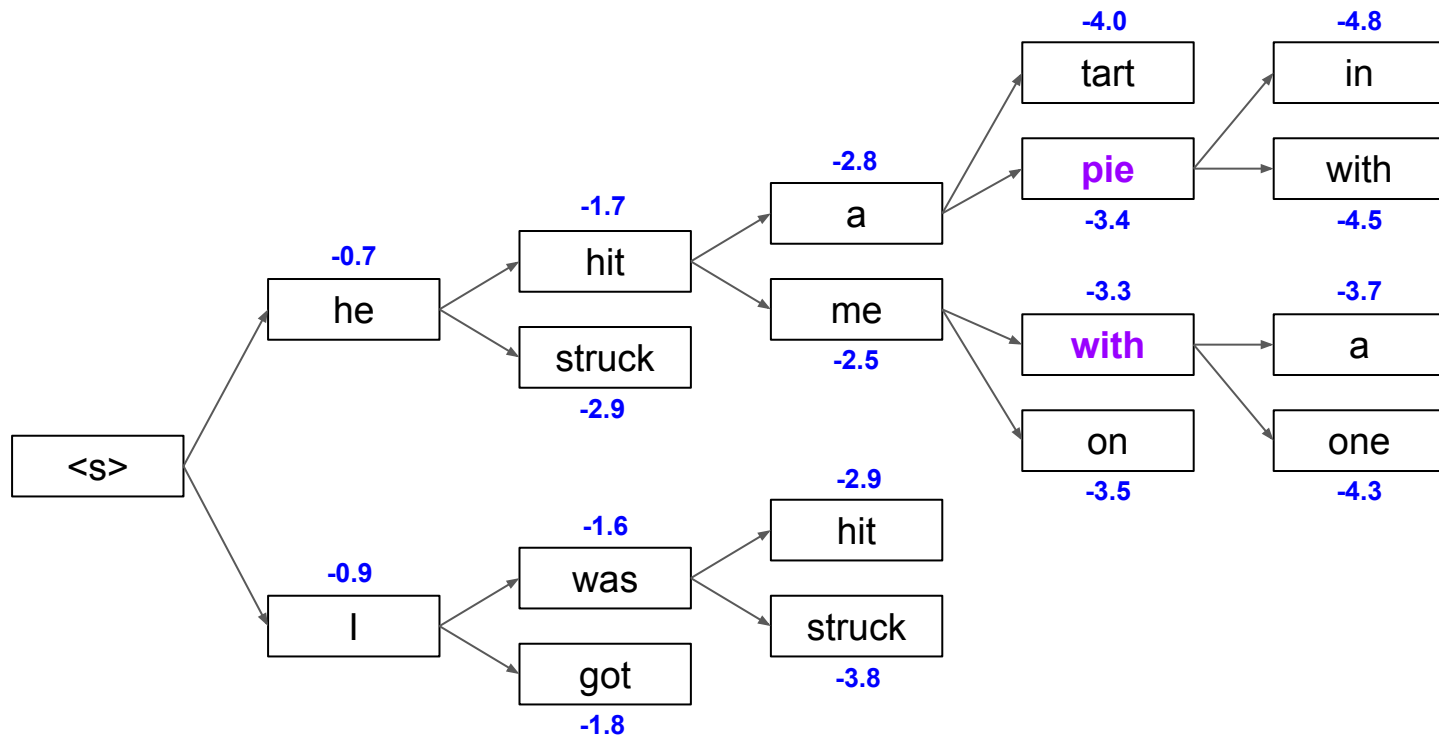 -4.0 -4.8
tart in
-2.8
pie with
-1.7 a -3.4 -4.5
-0.7 hit
he me -3.3 -3.7
struck -2.5 with a
-2.9
<s> on one
-2.9 -3.5 -4.3
-1.6 hit
-0.9 was
I struck
got -3.8
-1.8